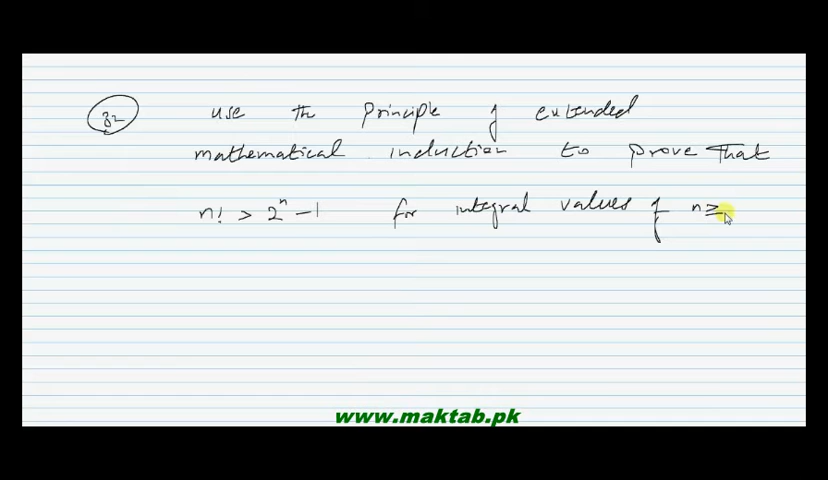 32 use the principle of extended
mathematical induction to prove that
n! > 2ⁿ - 1 for integral values of n ≥
www.maktab.pk